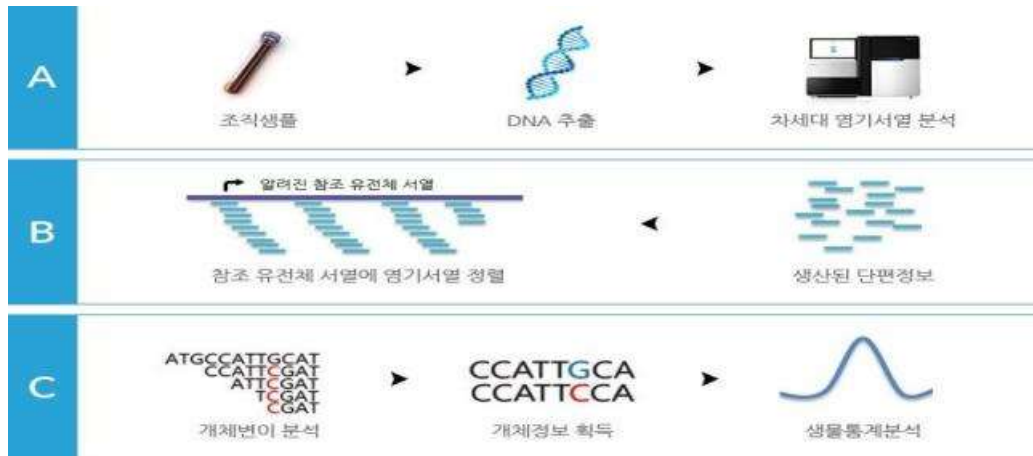 A
조직샘플
DNA 추출
차세대 염기서열 분석
B
알려진 참조 유전체 서열
참조 유전체 서열에 염기서열 정렬
생산된 단편정보
C
ATGCCATTGCAT
CCATTCGAT
ATTCGAT
TCGAT
CGAT
개체변이 분석
CCATTGCA
CCATTCCA
개체정보 획득
생물통계분석